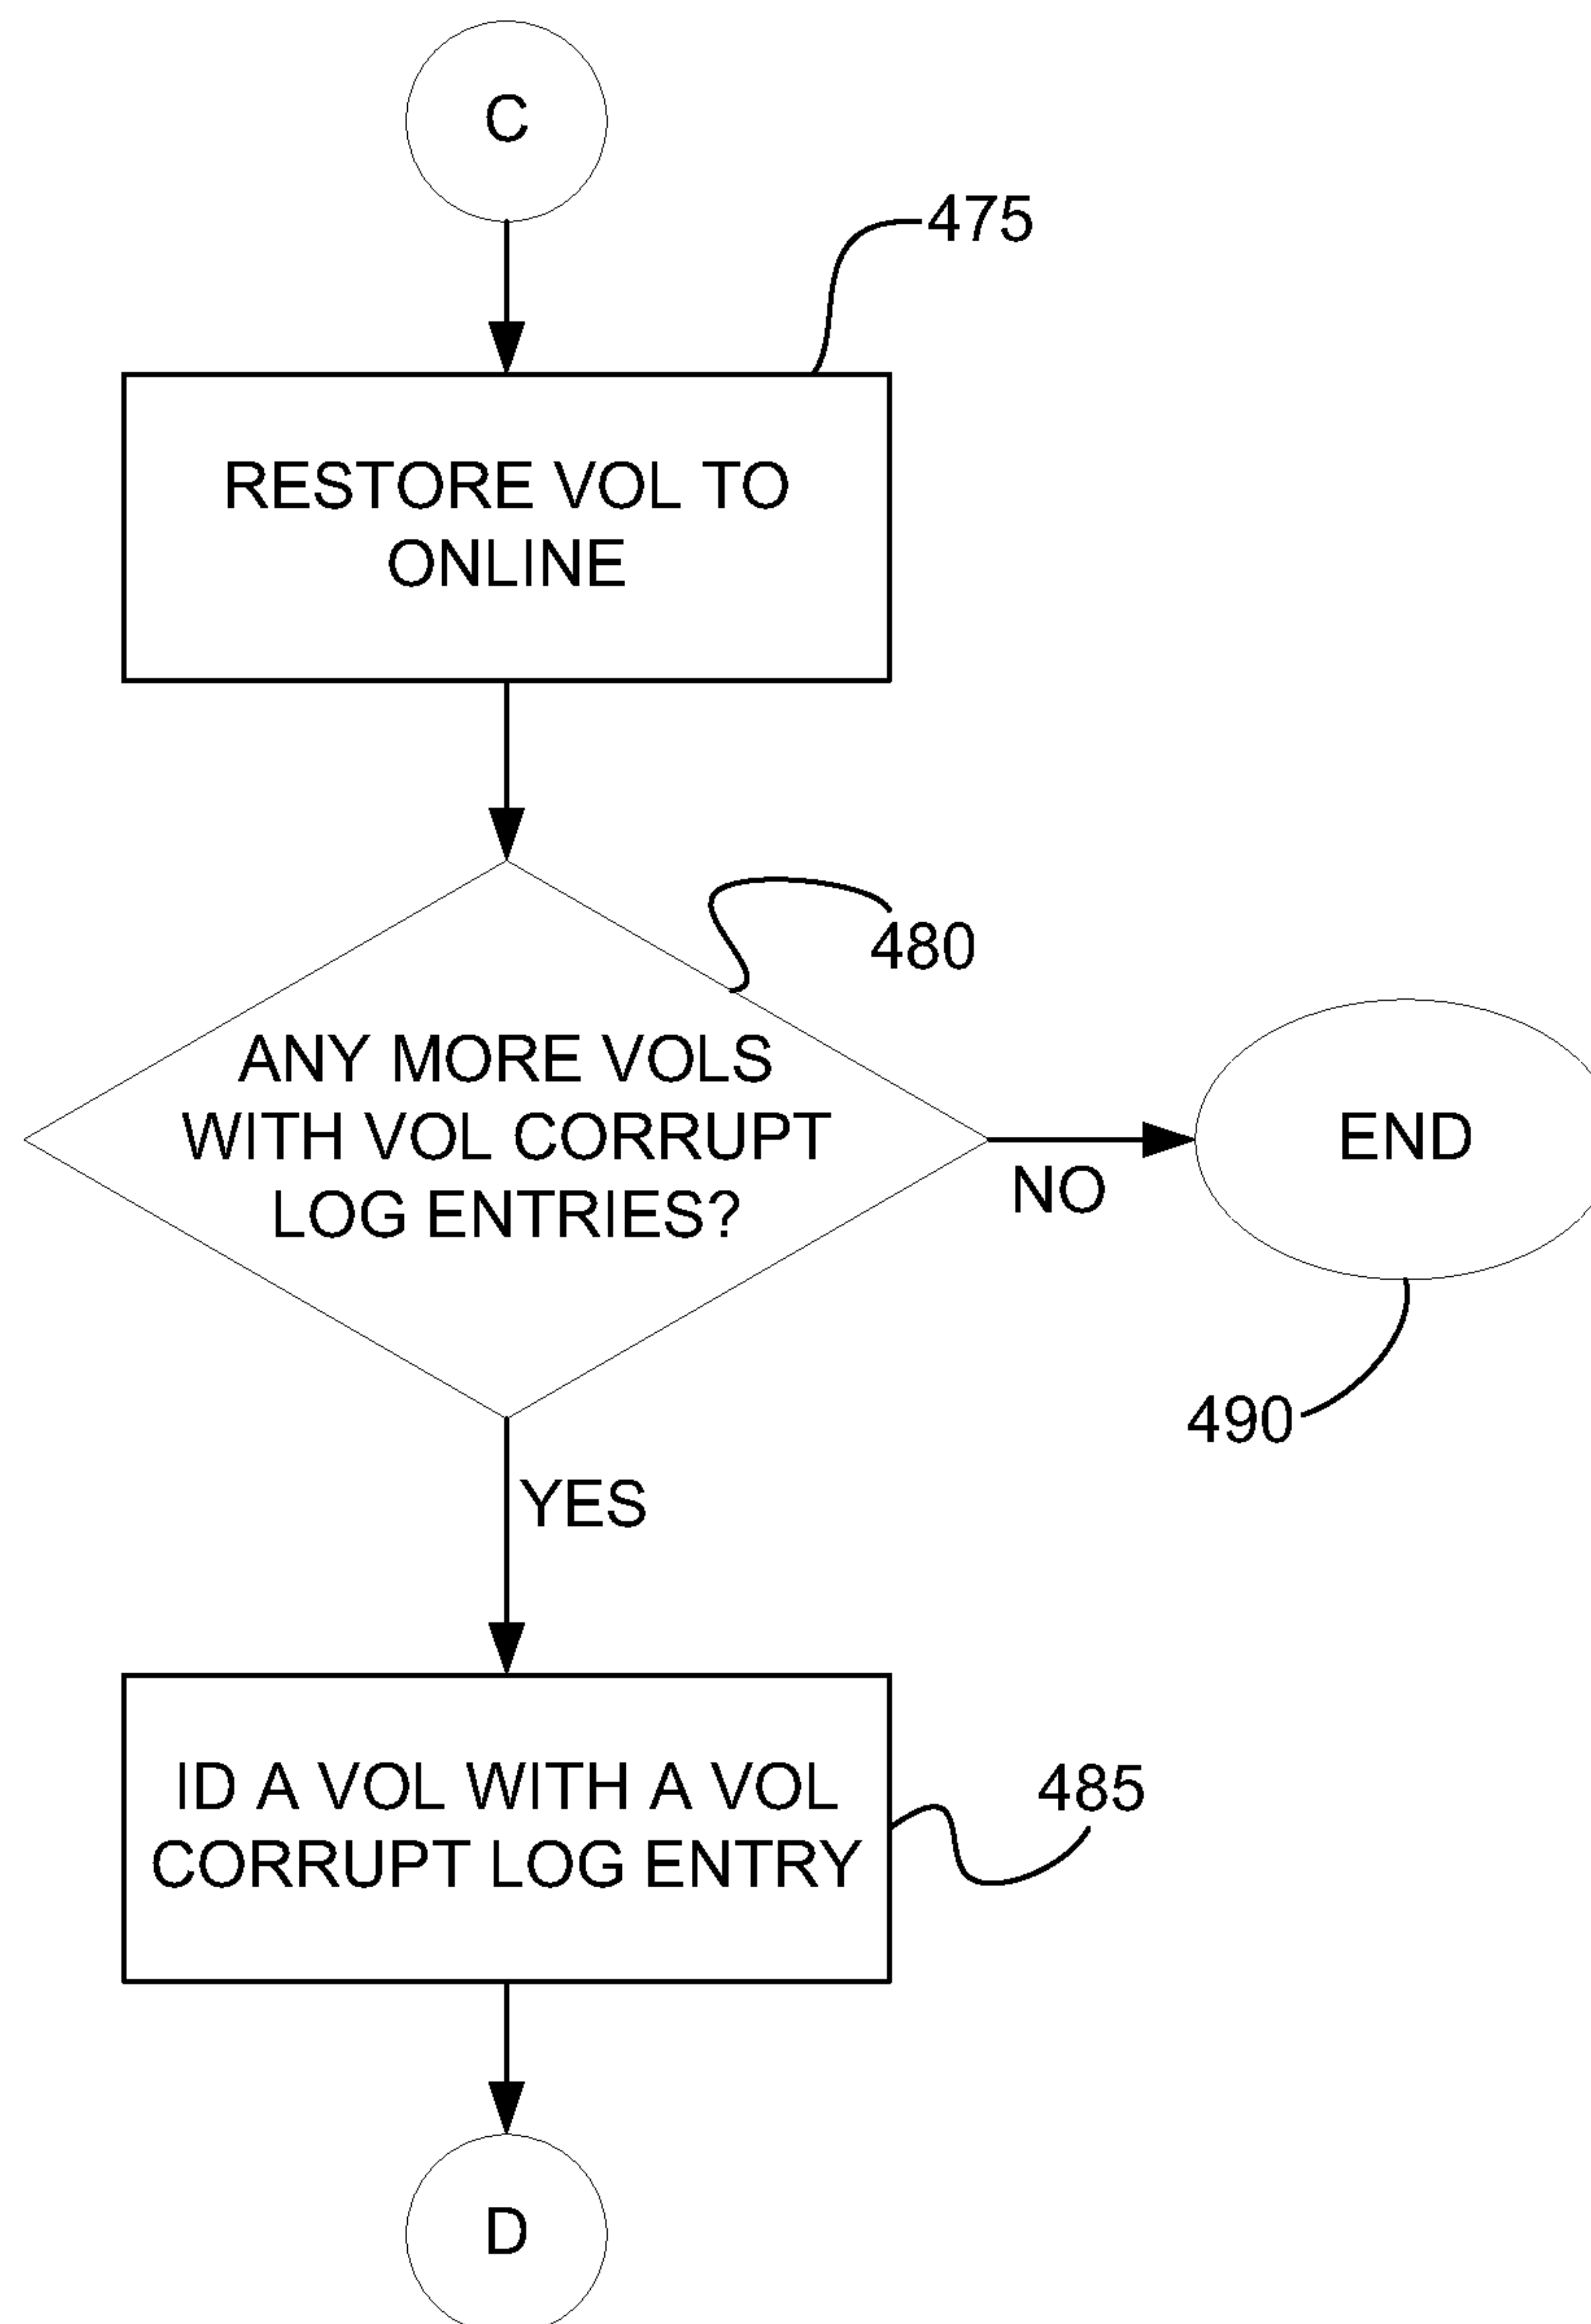 C
475
RESTORE VOL TO
ONLINE
480
ANY MORE VOLS
WITH VOL CORRUPT
LOG ENTRIES?
NO
END
490
YES
ID A VOL WITH A VOL
CORRUPT LOG ENTRY
485
D